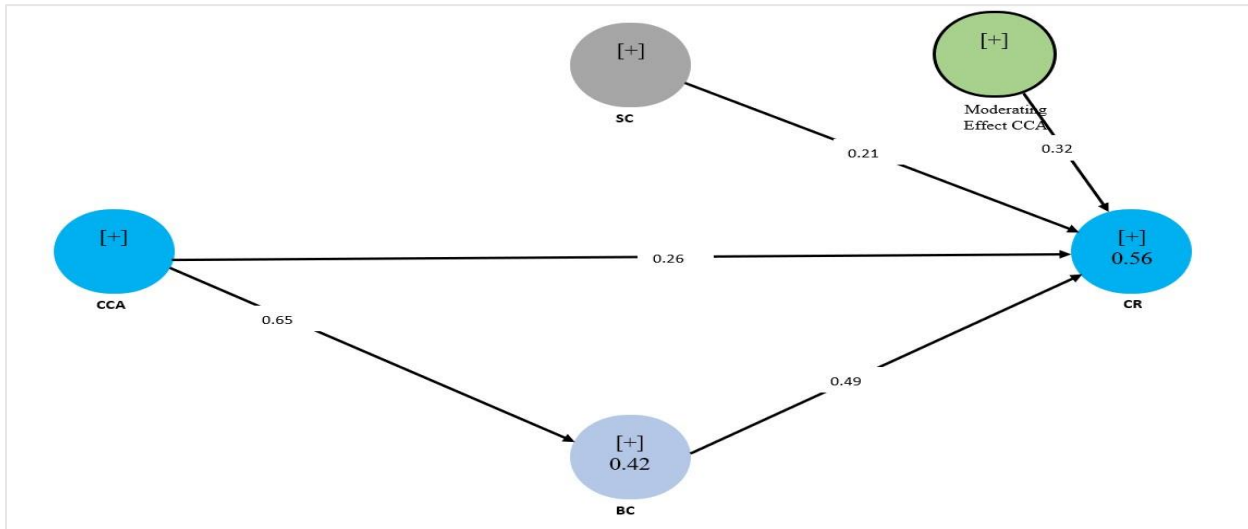 [+]
[+]
SC
Moderating
Effect CCA
0.21
0.32
[+]
CCA
0.26
[+]
0.56
CR
0.65
0.49
[+]
0.42
BC